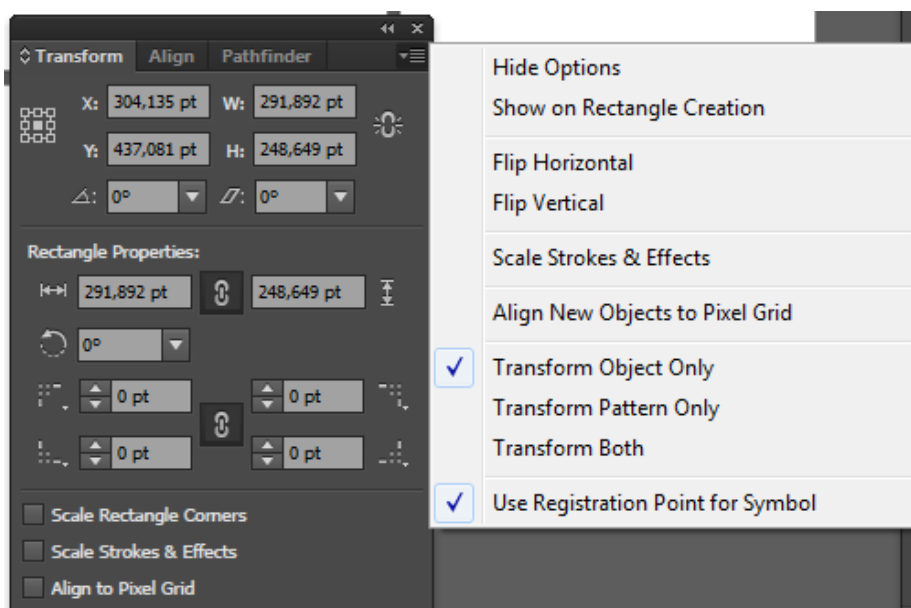 Transform Align Pathfinder
X: 304,135 pt W: 291,892 pt
Y: 437,081 pt H: 248,649 pt
0° 0°
Rectangle Properties:
291,892 pt 248,649 pt
0°
0 pt 0 pt
0 pt 0 pt
Scale Rectangle Corners
Scale Strokes & Effects
Align to Pixel Grid
Hide Options
Show on Rectangle Creation
Flip Horizontal
Flip Vertical
Scale Strokes & Effects
Align New Objects to Pixel Grid
Transform Object Only
Transform Pattern Only
Transform Both
Use Registration Point for Symbol